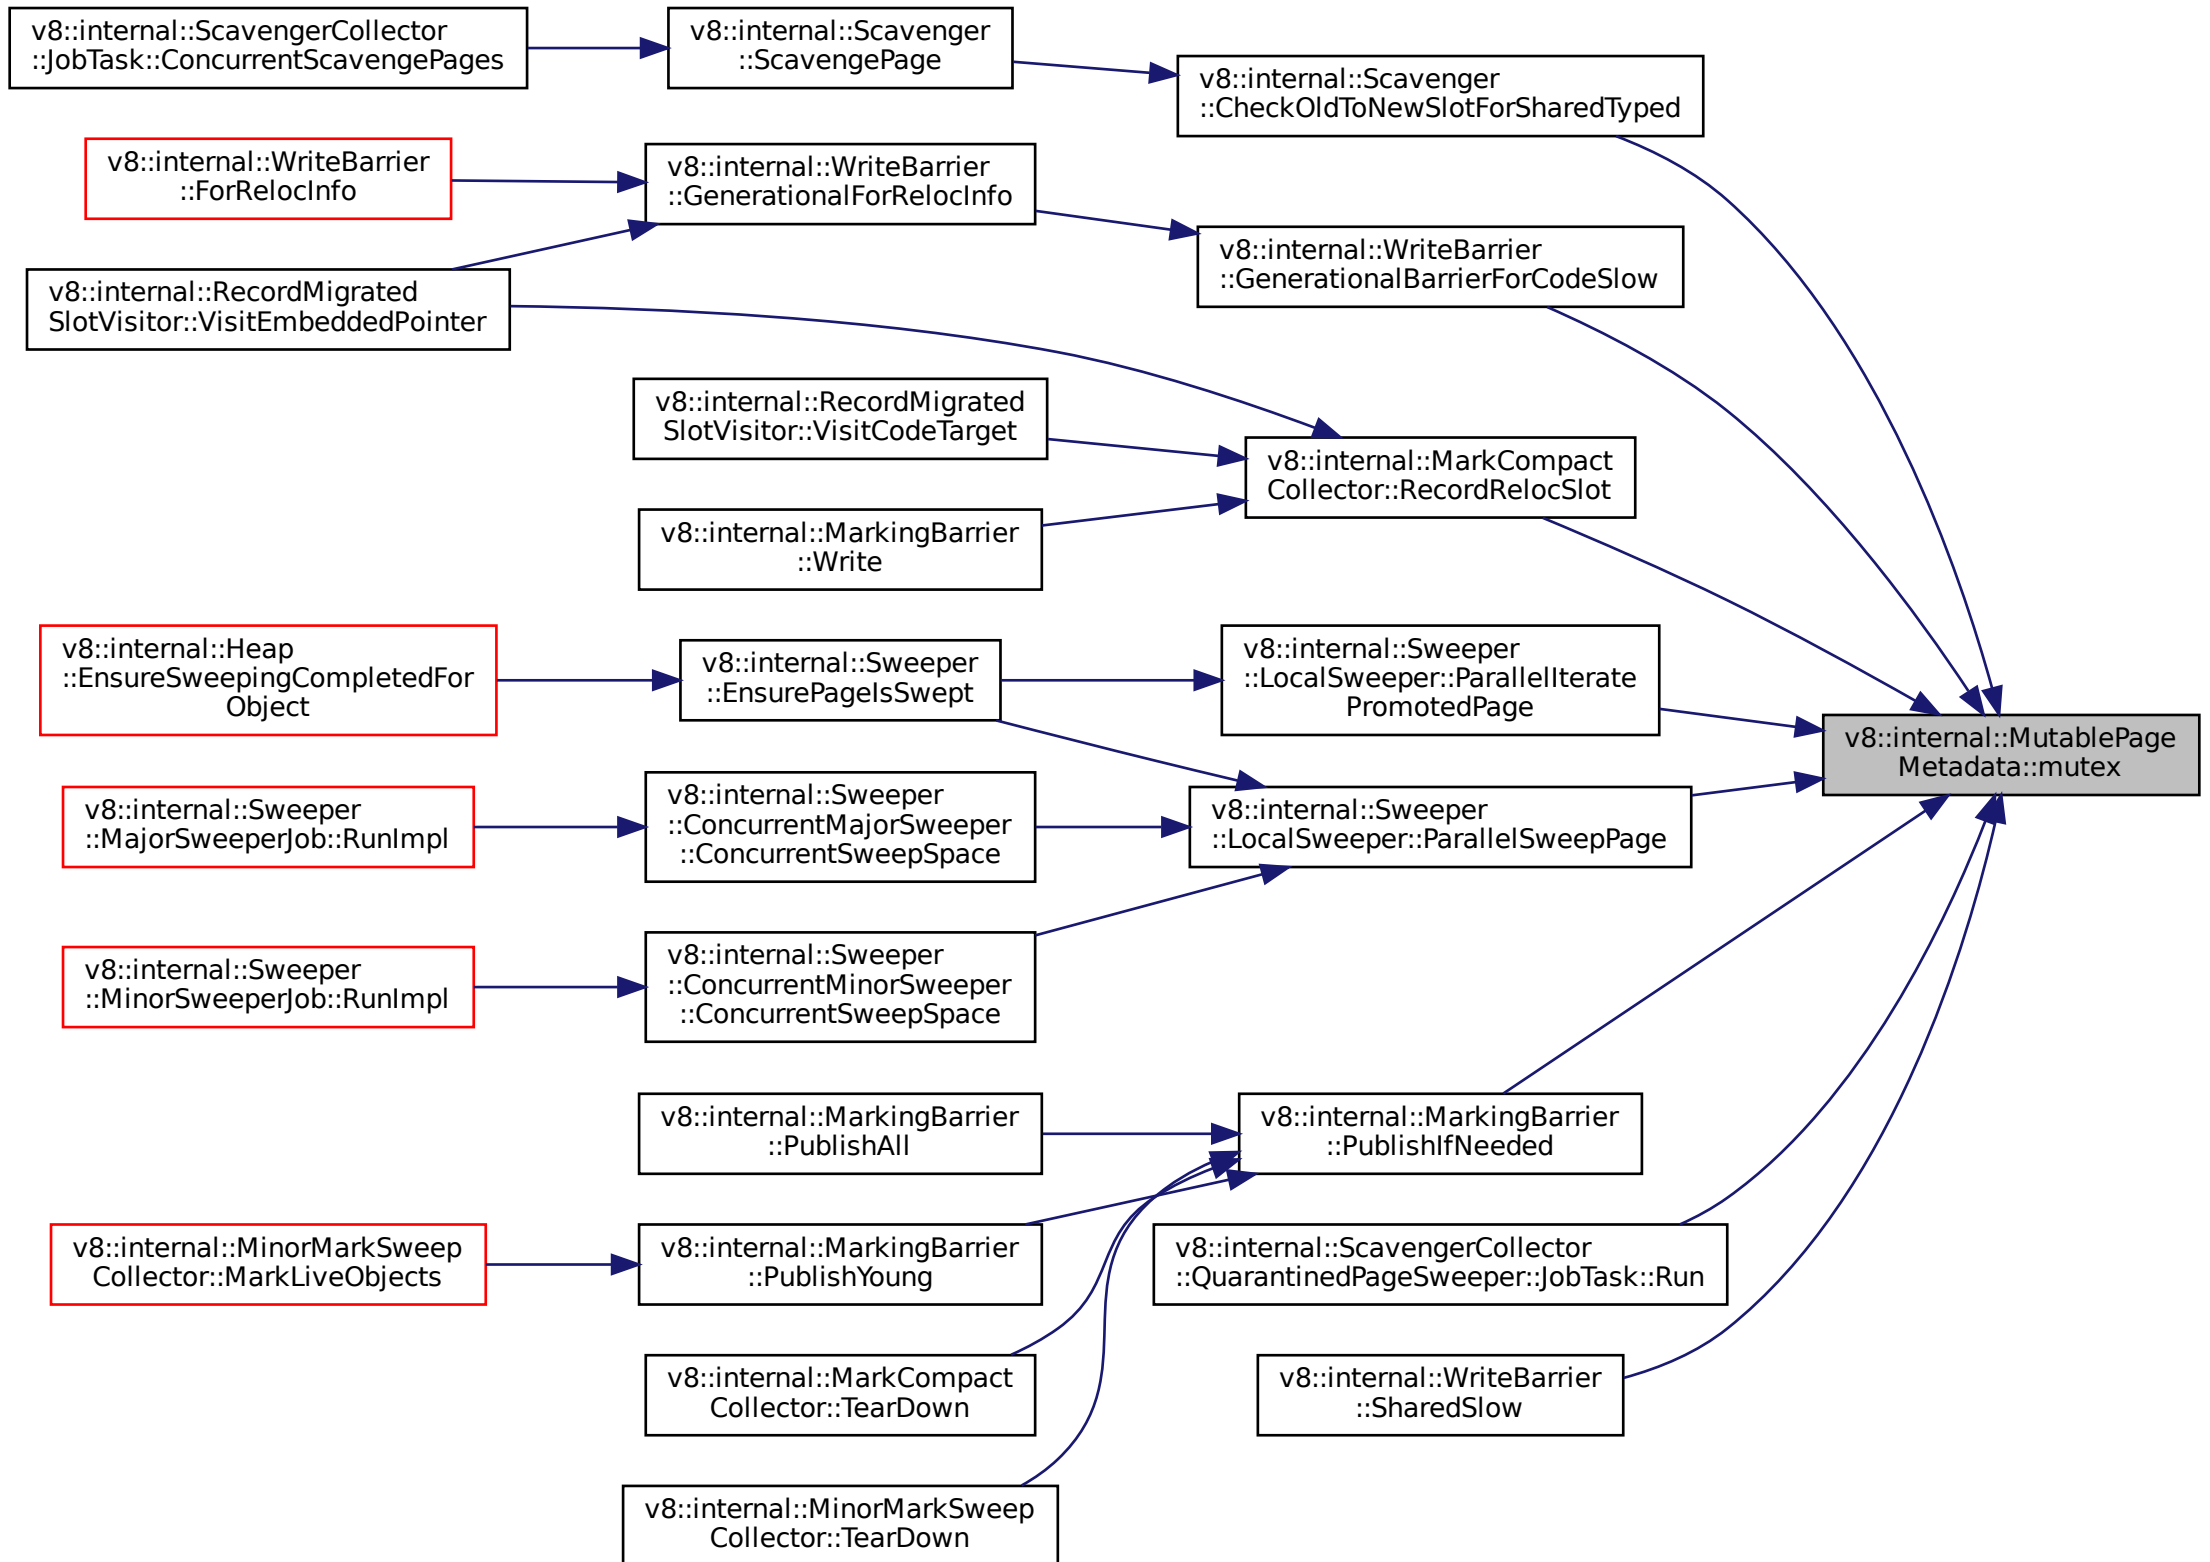 v8::internal::ScavengerCollector
::JobTask::ConcurrentScavengePages
v8::internal::Scavenger
::ScavengePage
v8::internal::Scavenger
::CheckOldToNewSlotForSharedTyped
v8::internal::WriteBarrier
::ForRelocInfo
v8::internal::WriteBarrier
::GenerationalForRelocInfo
v8::internal::WriteBarrier
::GenerationalBarrierForCodeSlow
v8::internal::RecordMigrated
SlotVisitor::VisitEmbeddedPointer
v8::internal::RecordMigrated
SlotVisitor::VisitCodeTarget
v8::internal::MarkCompact
Collector::RecordRelocSlot
v8::internal::MarkingBarrier
::Write
v8::internal::Heap
::EnsureSweepingCompletedFor
Object
v8::internal::Sweeper
::EnsurePageIsSwept
v8::internal::Sweeper
::LocalSweeper::ParallelIterate
PromotedPage
v8::internal::MutablePage
Metadata::mutex
v8::internal::Sweeper
::MajorSweeperJob::RunImpl
v8::internal::Sweeper
::ConcurrentMajorSweeper
::ConcurrentSweepSpace
v8::internal::Sweeper
::LocalSweeper::ParallelSweepPage
v8::internal::Sweeper
::MinorSweeperJob::RunImpl
v8::internal::Sweeper
::ConcurrentMinorSweeper
::ConcurrentSweepSpace
v8::internal::MarkingBarrier
::PublishAll
v8::internal::MarkingBarrier
::PublishIfNeeded
v8::internal::MinorMarkSweep
Collector::MarkLiveObjects
v8::internal::MarkingBarrier
::PublishYoung
v8::internal::ScavengerCollector
::QuarantinedPageSweeper::JobTask::Run
v8::internal::MarkCompact
Collector::TearDown
v8::internal::WriteBarrier
::SharedSlow
v8::internal::MinorMarkSweep
Collector::TearDown